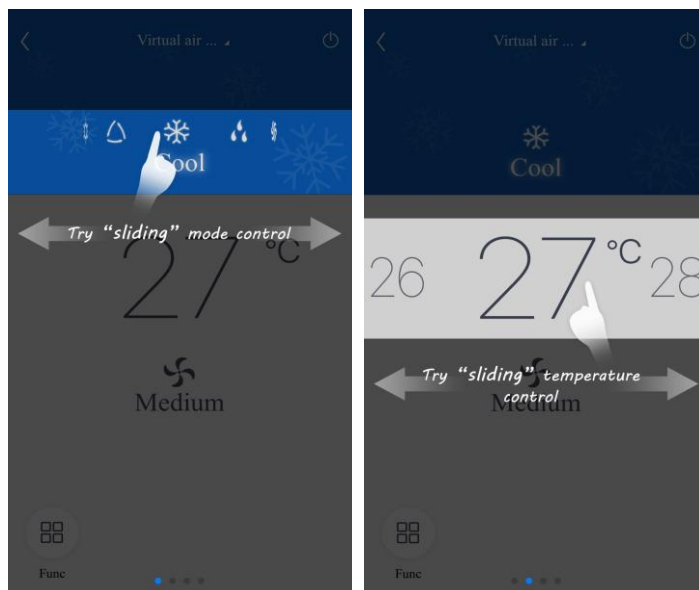 Virtual air ...
Cool
Try “sliding” mode control
27 °C
Medium
Func
Virtual air ...
Cool
26 27 °C 28
Try “sliding” temperature
control
Medium
Func